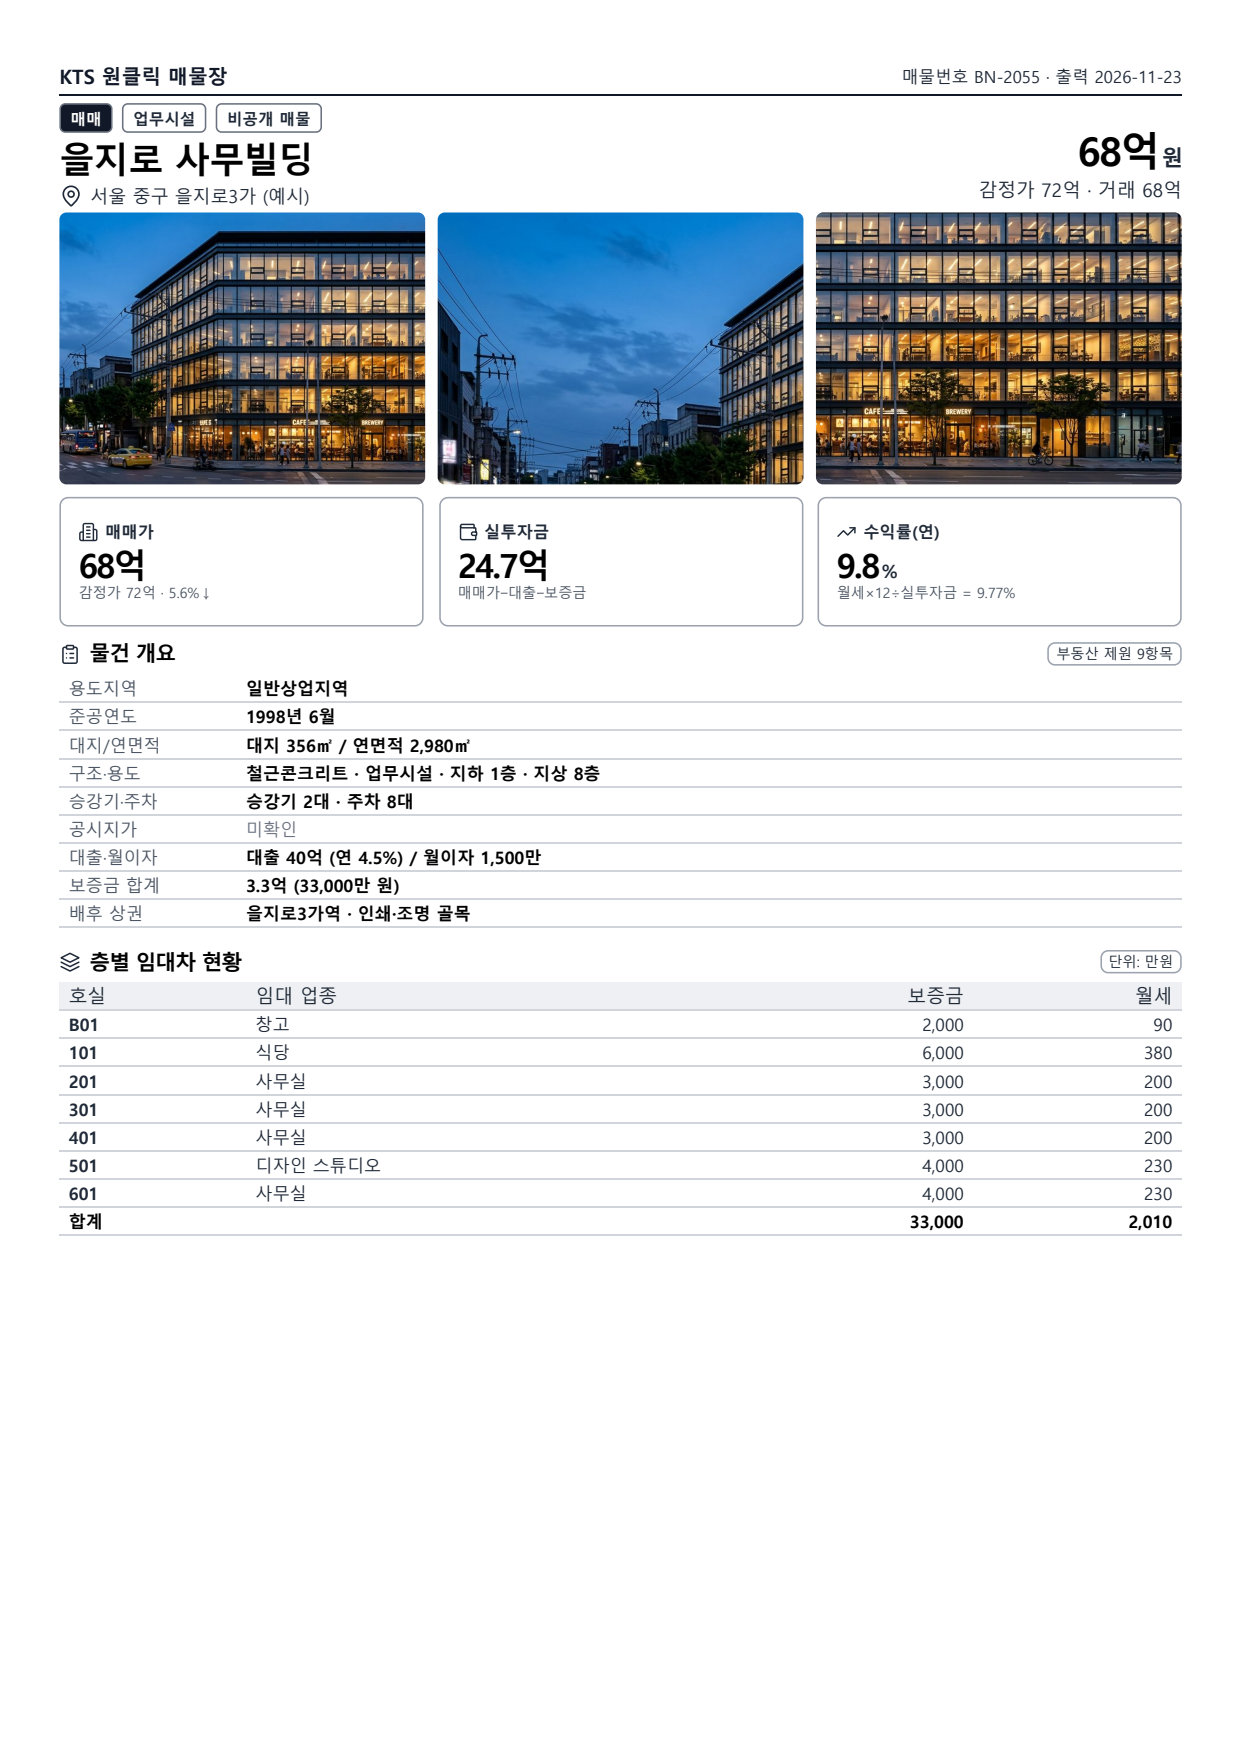 KTS 원클릭 매물장
매물번호 BN-2055 · 출력 2026-11-23
매매 업무시설 비공개 매물
을지로 사무빌딩
68억 원
서울 중구 을지로3가 (예시)
감정가 72억 · 거래 68억
CAFE BREWERY
CAFE BREWERY
매매가
68억
감정가 72억 · 5.6%↓
실투자금
24.7억
매매가−대출−보증금
수익률(연)
9.8%
월세×12÷실투자금 = 9.77%
물건 개요
부동산 제원 9항목
용도지역 일반상업지역
준공연도 1998년 6월
대지/연면적 대지 356㎡ / 연면적 2,980㎡
구조·용도 철근콘크리트 · 업무시설 · 지하 1층 · 지상 8층
승강기·주차 승강기 2대 · 주차 8대
공시지가 미확인
대출·월이자 대출 40억 (연 4.5%) / 월이자 1,500만
보증금 합계 3.3억 (33,000만 원)
배후 상권 을지로3가역 · 인쇄·조명 골목
층별 임대차 현황
단위: 만원
호실 임대 업종 보증금 월세
B01 창고 2,000 90
101 식당 6,000 380
201 사무실 3,000 200
301 사무실 3,000 200
401 사무실 3,000 200
501 디자인 스튜디오 4,000 230
601 사무실 4,000 230
합계 33,000 2,010